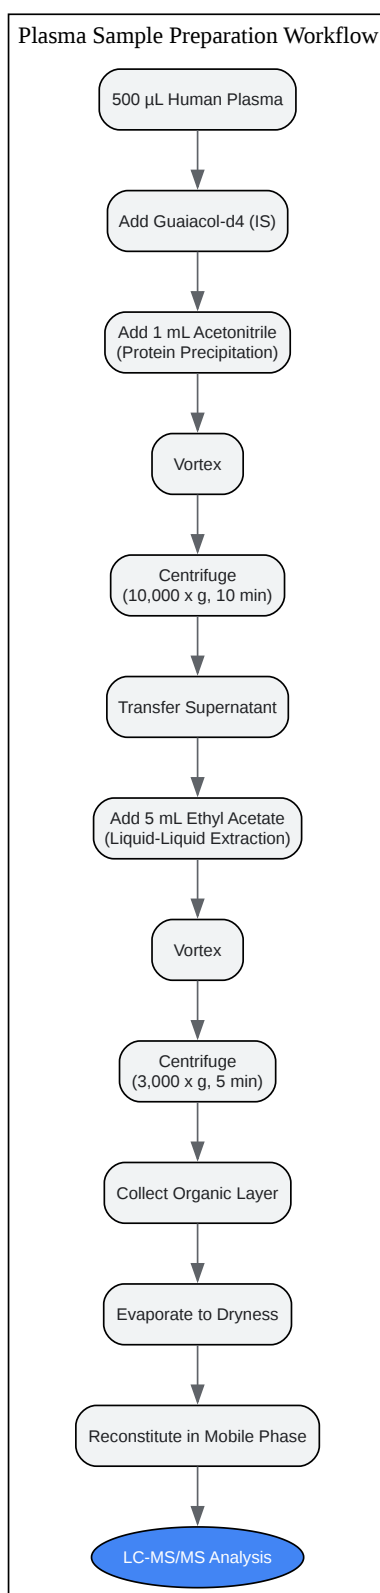 Plasma Sample Preparation Workflow
500 µL Human Plasma
Add Guaiacol-d4 (IS)
Add 1 mL Acetonitrile
(Protein Precipitation)
Vortex
Centrifuge
(10,000 x g, 10 min)
Transfer Supernatant
Add 5 mL Ethyl Acetate
(Liquid-Liquid Extraction)
Vortex
Centrifuge
(3,000 x g, 5 min)
Collect Organic Layer
Evaporate to Dryness
Reconstitute in Mobile Phase
LC-MS/MS Analysis